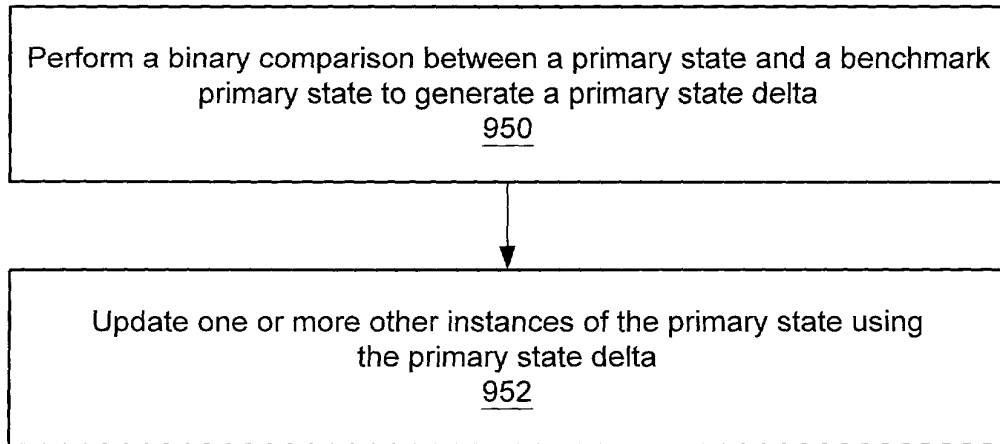 Perform a binary comparison between a primary state and a benchmark
primary state to generate a primary state delta
950
Update one or more other instances of the primary state using
the primary state delta
952